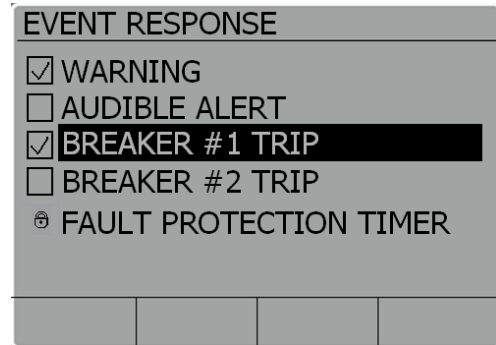 EVENT RESPONSE
WARNING
AUDIBLE ALERT
BREAKER #1 TRIP
BREAKER #2 TRIP
FAULT PROTECTION TIMER